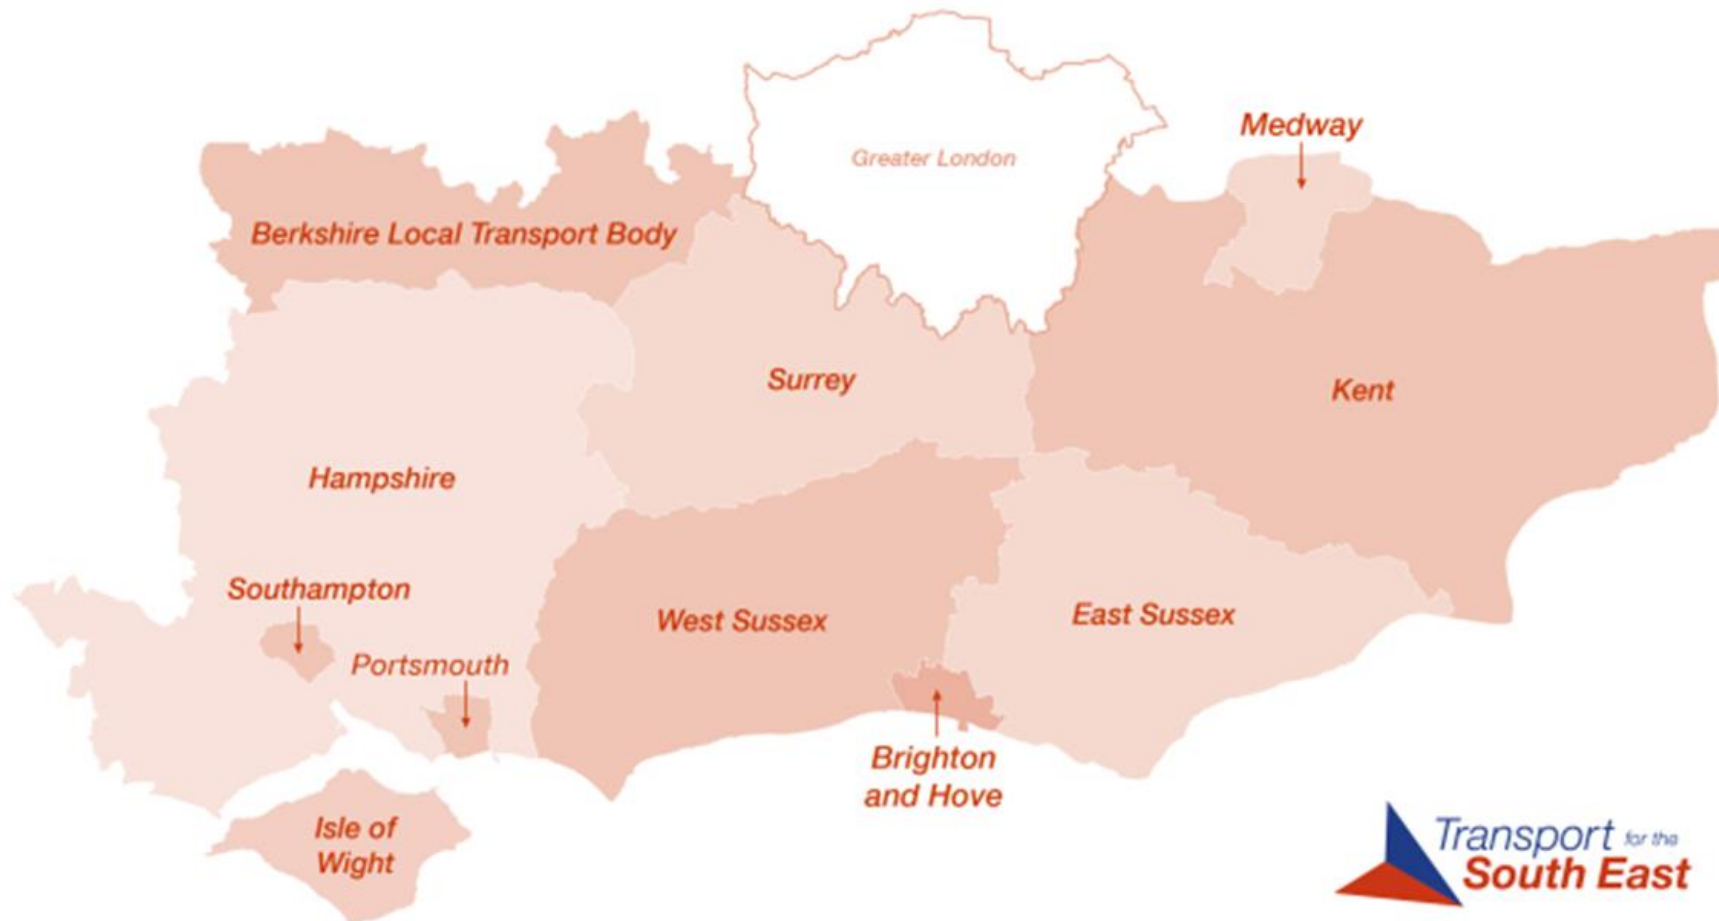 Medway
Greater London
Berkshire Local Transport Body
Surrey
Kent
Hampshire
Southampton
West Sussex
East Sussex
Portsmouth
Brighton
and Hove
Isle of
Wight
Transport for the
South East